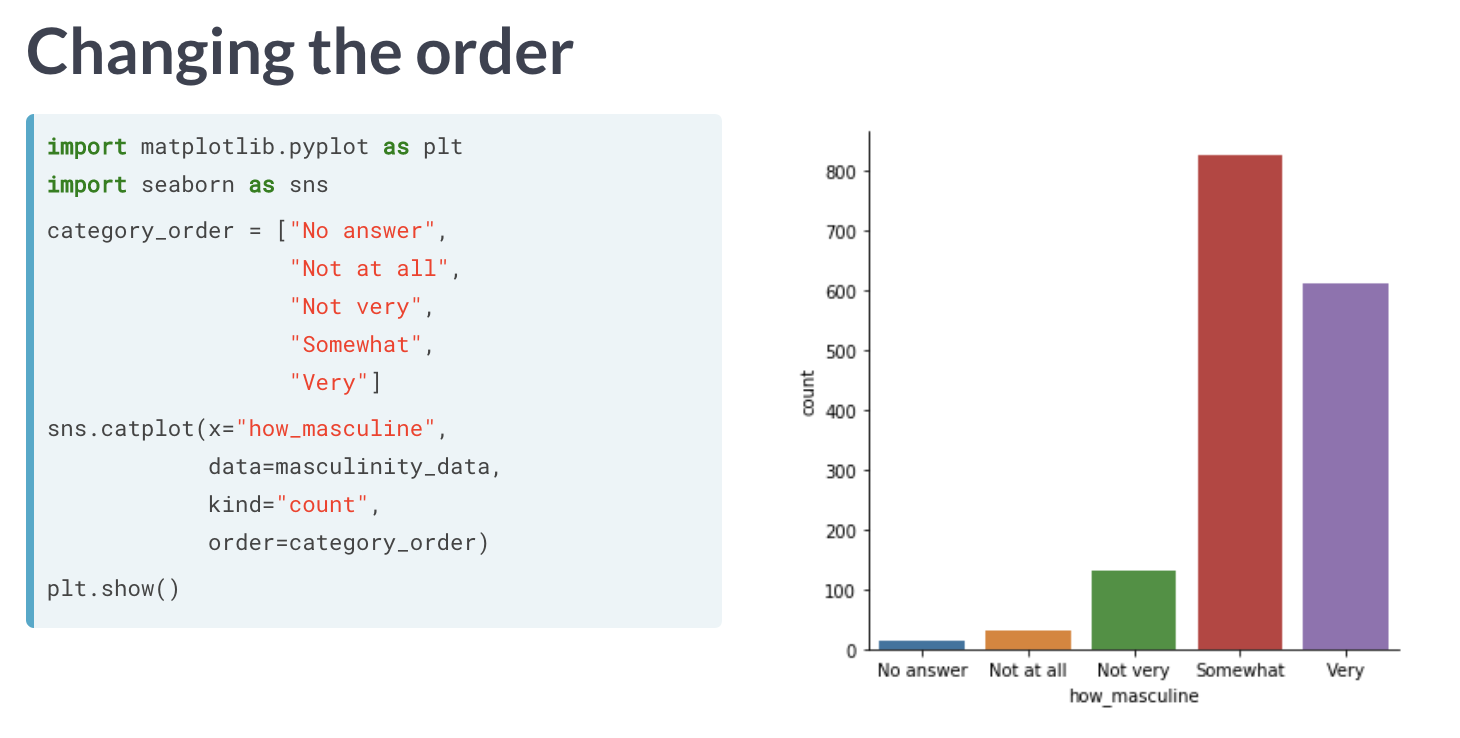 Changing the order
import matplotlib.pyplot as plt
import seaborn as sns
category_order = ["No answer",
"Not at all",
"Not very",
"Somewhat",
"Very"]
sns.catplot(x="how_masculine",
data=masculinity_data,
kind="count",
order=category_order)
plt.show()
800
700
600
500
400
300
200
100
0
count
No answer Not at all Not very Somewhat Very
how_masculine